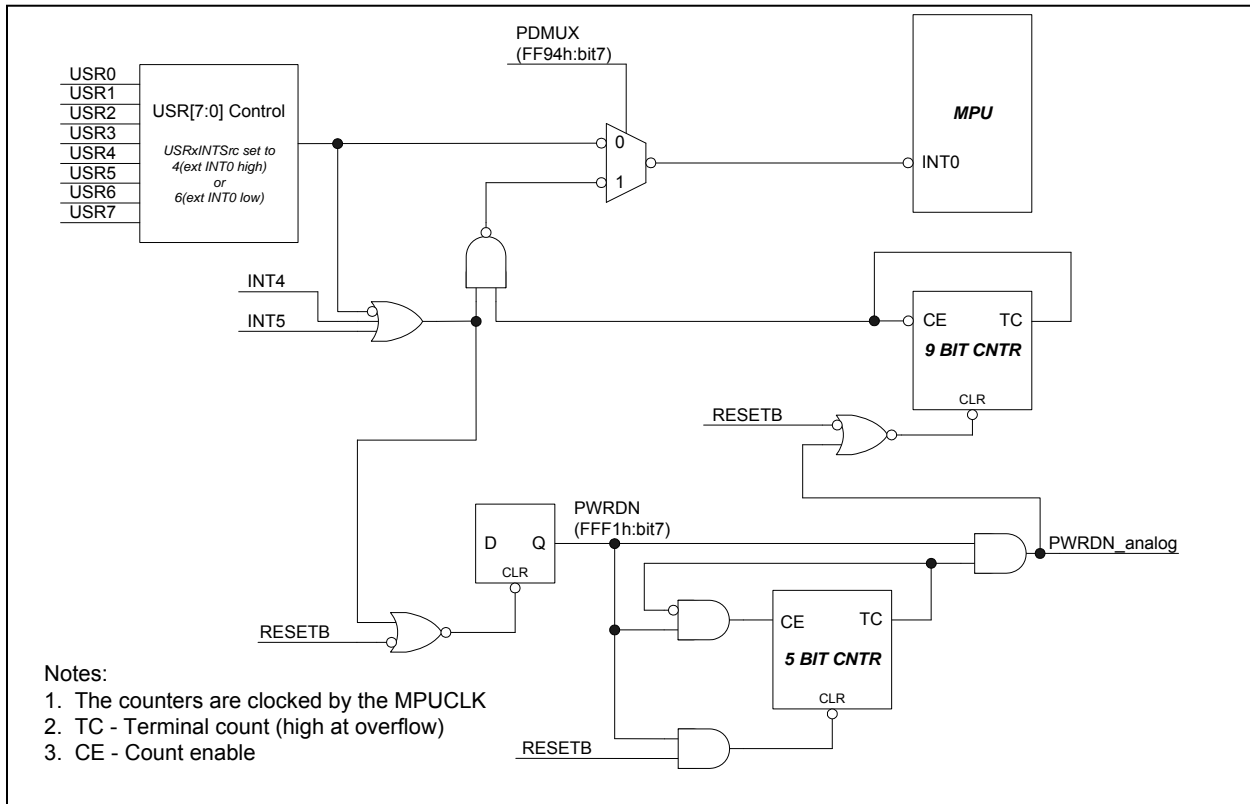 PDMUX
(FF94h:bit7)
USR0
USR1
USR2
USR3
USR4
USR5
USR6
USR7
USR[7:0] Control
USRxINTSrc set to
4(ext INT0 high)
or
6(ext INT0 low)
0
1
MPU
INT0
INT4
INT5
CE
TC
9 BIT CNTR
CLR
RESETB
PWRDN
(FFF1h:bit7)
D
Q
CLR
PWRDN_analog
RESETB
CE
TC
5 BIT CNTR
CLR
RESETB
Notes:
1. The counters are clocked by the MPUCLK
2. TC - Terminal count (high at overflow)
3. CE - Count enable